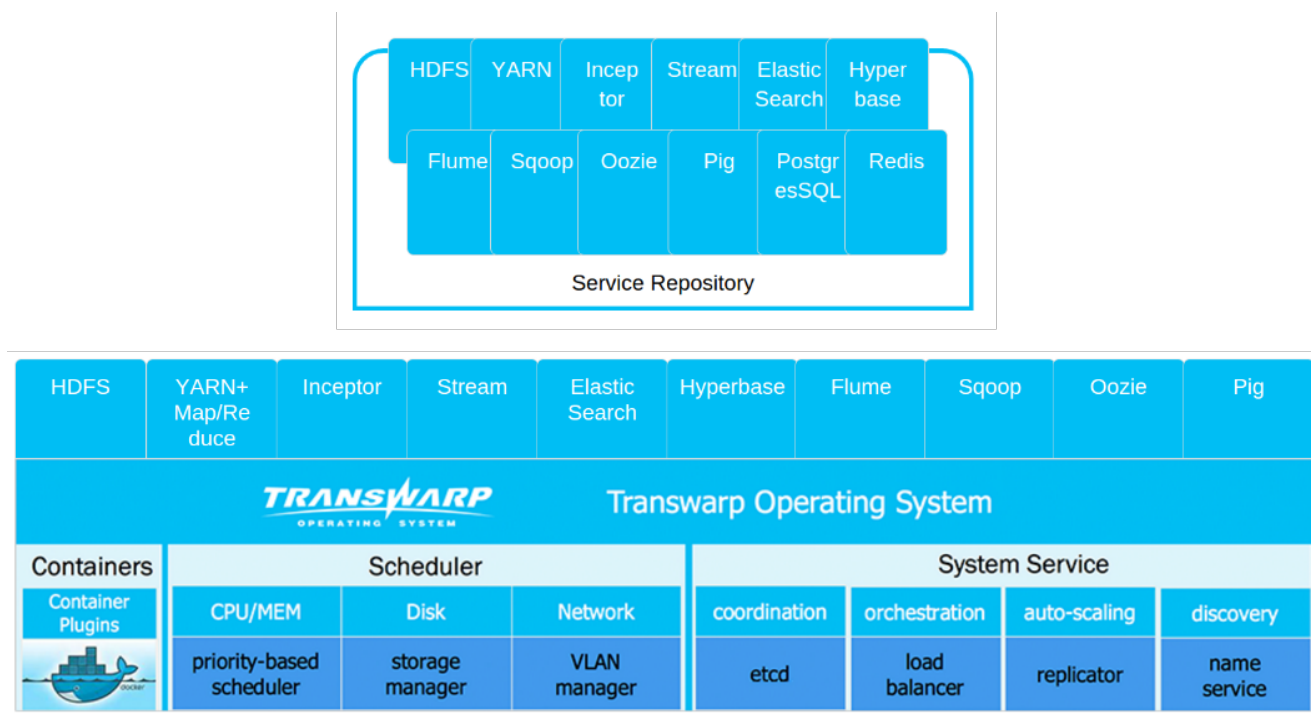 HDFS YARN Incep Stream Elastic Hyper
tor Search base
Flume Sqoop Oozie Pig Postgr Redis
esSQL
Service Repository
HDFS YARN+ Inceptor Stream Elastic Hyperbase Flume Sqoop Oozie Pig
Map/Re Search
duce
TRANSWARP Transwarp Operating System
OPERATING SYSTEM
Containers Scheduler System Service
Container CPU/MEM Disk Network coordination orchestration auto-scaling discovery
Plugins
priority-based storage VLAN etcd load replicator name
scheduler manager manager balancer service
docker